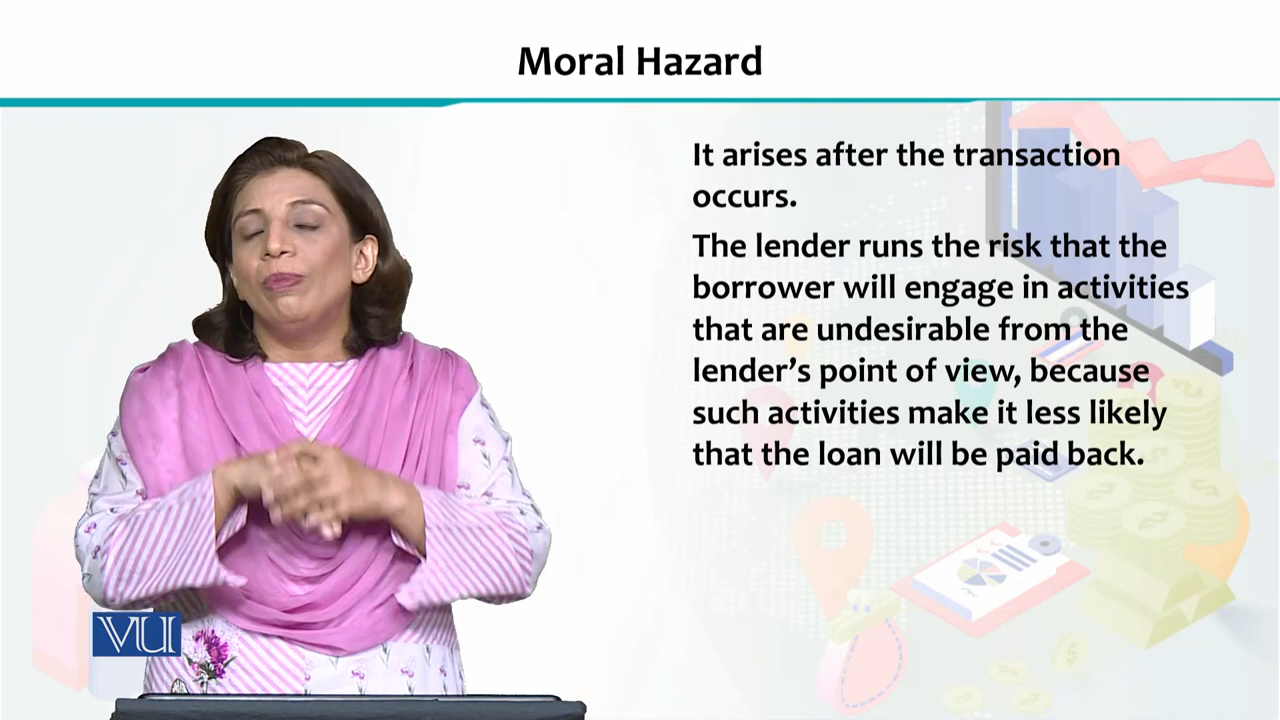 Moral Hazard
It arises after the transaction
occurs.
The lender runs the risk that the
borrower will engage in activities
that are undesirable from the
lender’s point of view, because
such activities make it less likely
that the loan will be paid back.
VU